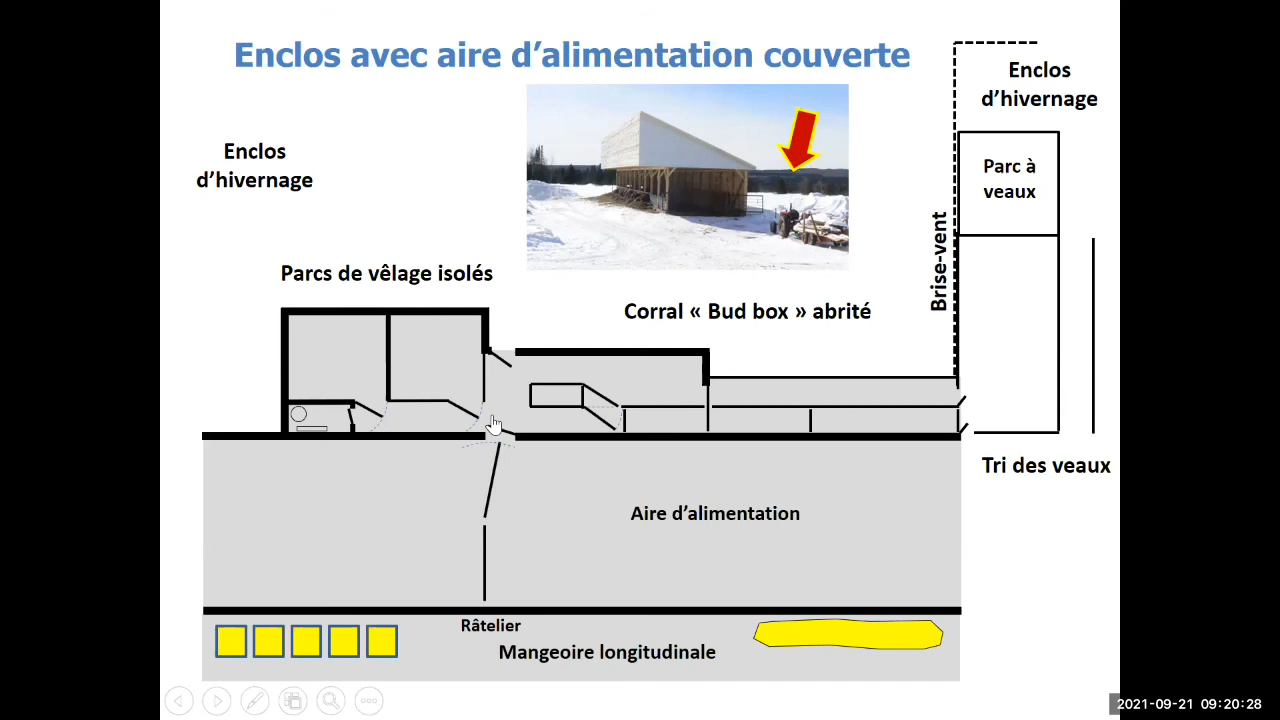 Enclos avec aire d’alimentation couverte
Enclos
d’hivernage
Enclos
d’hivernage
Parc à
veaux
Brise-vent
Parcs de vêlage isolés
Corral « Bud box » abrité
Tri des veaux
Aire d’alimentation
Râtelier
Mangeoire longitudinale
2021-09-21 09:20:28